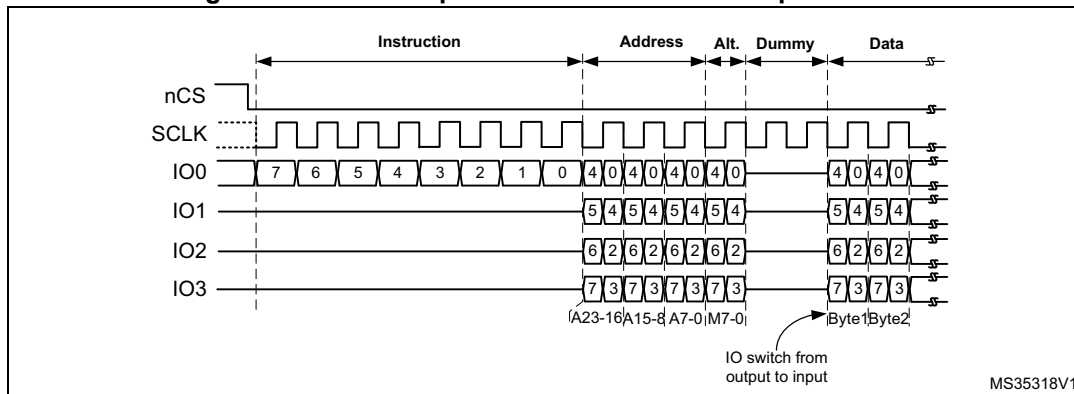 Instruction Address Alt. Dummy Data
nCS
SCLK
IO0 7 6 5 4 3 2 1 0 4 0 4 0 4 0 4 0 4 0 4 0
IO1 5 4 5 4 5 4 5 4 5 4 5 4
IO2 6 2 6 2 6 2 6 2 6 2 6 2
IO3 7 3 7 3 7 3 7 3 7 3 7 3
A23-16 A15-8 A7-0 M7-0 Byte1 Byte2
IO switch from
output to input
MS35318V1